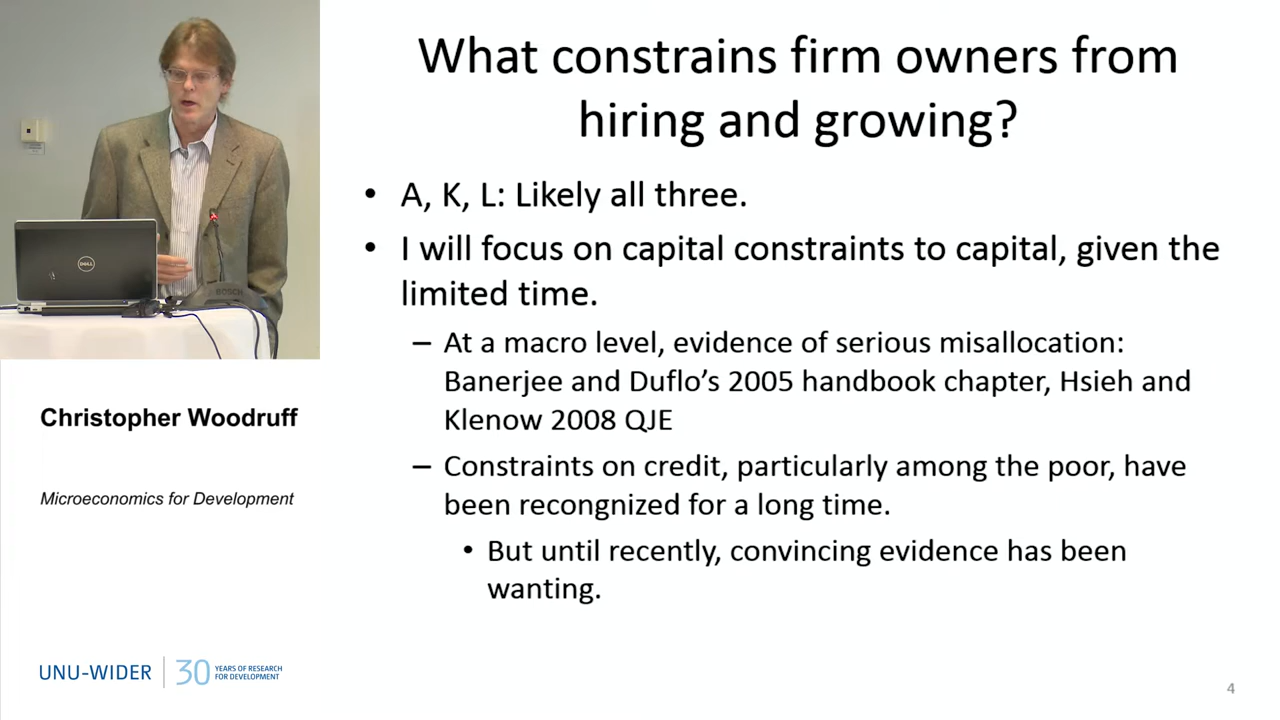 What constrains firm owners from
hiring and growing?
• A, K, L: Likely all three.
• I will focus on capital constraints to capital, given the
limited time.
– At a macro level, evidence of serious misallocation:
Banerjee and Duflo's 2005 handbook chapter, Hsieh and
Klenow 2008 QJE
– Constraints on credit, particularly among the poor, have
been recongnized for a long time.
• But until recently, convincing evidence has been
wanting.
DELL
BOSCH
Christopher Woodruff
Microeconomics for Development
UNU-WIDER
30 YEARS OF RESEARCH
FOR DEVELOPMENT
4